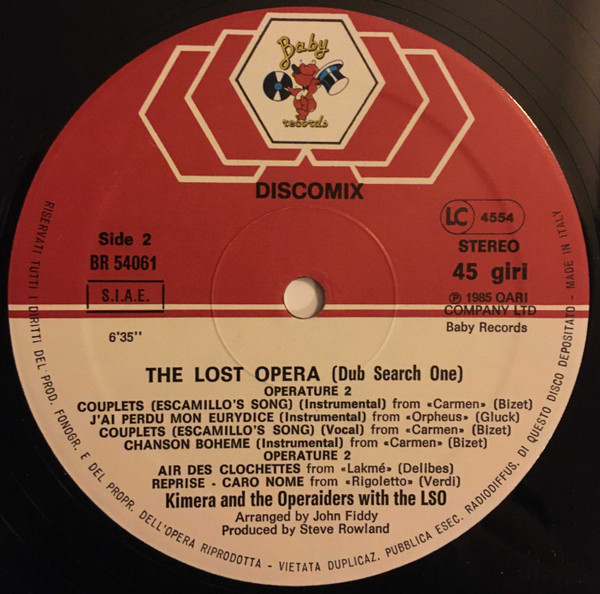 Baby
records
DISCOMIX
Side 2
BR 54061
S.I.A.E.
6'35"
LC 4554
STEREO
45 giri
℗ 1985 OARI
COMPANY LTD
Baby Records
THE LOST OPERA (Dub Search One)
OPERATURE 2
COUPLETS (ESCAMILLO'S SONG) (Instrumental) from «Carmen» (Bizet)
J'AI PERDU MON EURYDICE (Instrumental) from «Orpheus» (Gluck)
COUPLETS (ESCAMILLO'S SONG) (Vocal) from «Carmen» (Bizet)
CHANSON BOHEME (Instrumental) from «Carmen» (Bizet)
OPERATURE 2
AIR DES CLOCHETTES from «Lakmé» (Delibes)
REPRISE - CARO NOME from «Rigoletto» (Verdi)
Kimera and the Operaiders with the LSO
Arranged by John Fiddy
Produced by Steve Rowland
RISERVATI TUTTI I DIRITTI DEL PROD. FONOGR. E DEL PROPR. DELL'OPERA RIPRODOTTA - VIETATA DUPLICAZ. PUBBLICA ESEC. RADIODIFFUS. DI QUESTO DISCO DEPOSITATO - MADE IN ITALY